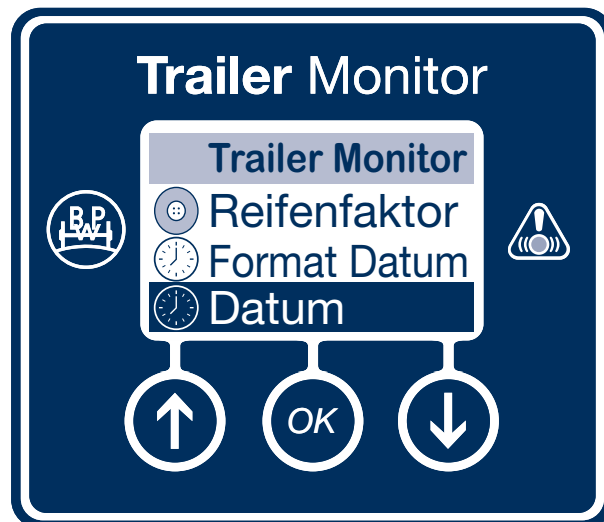 Trailer Monitor
Trailer Monitor
Reifenfaktor
Format Datum
Datum
BPW
OK